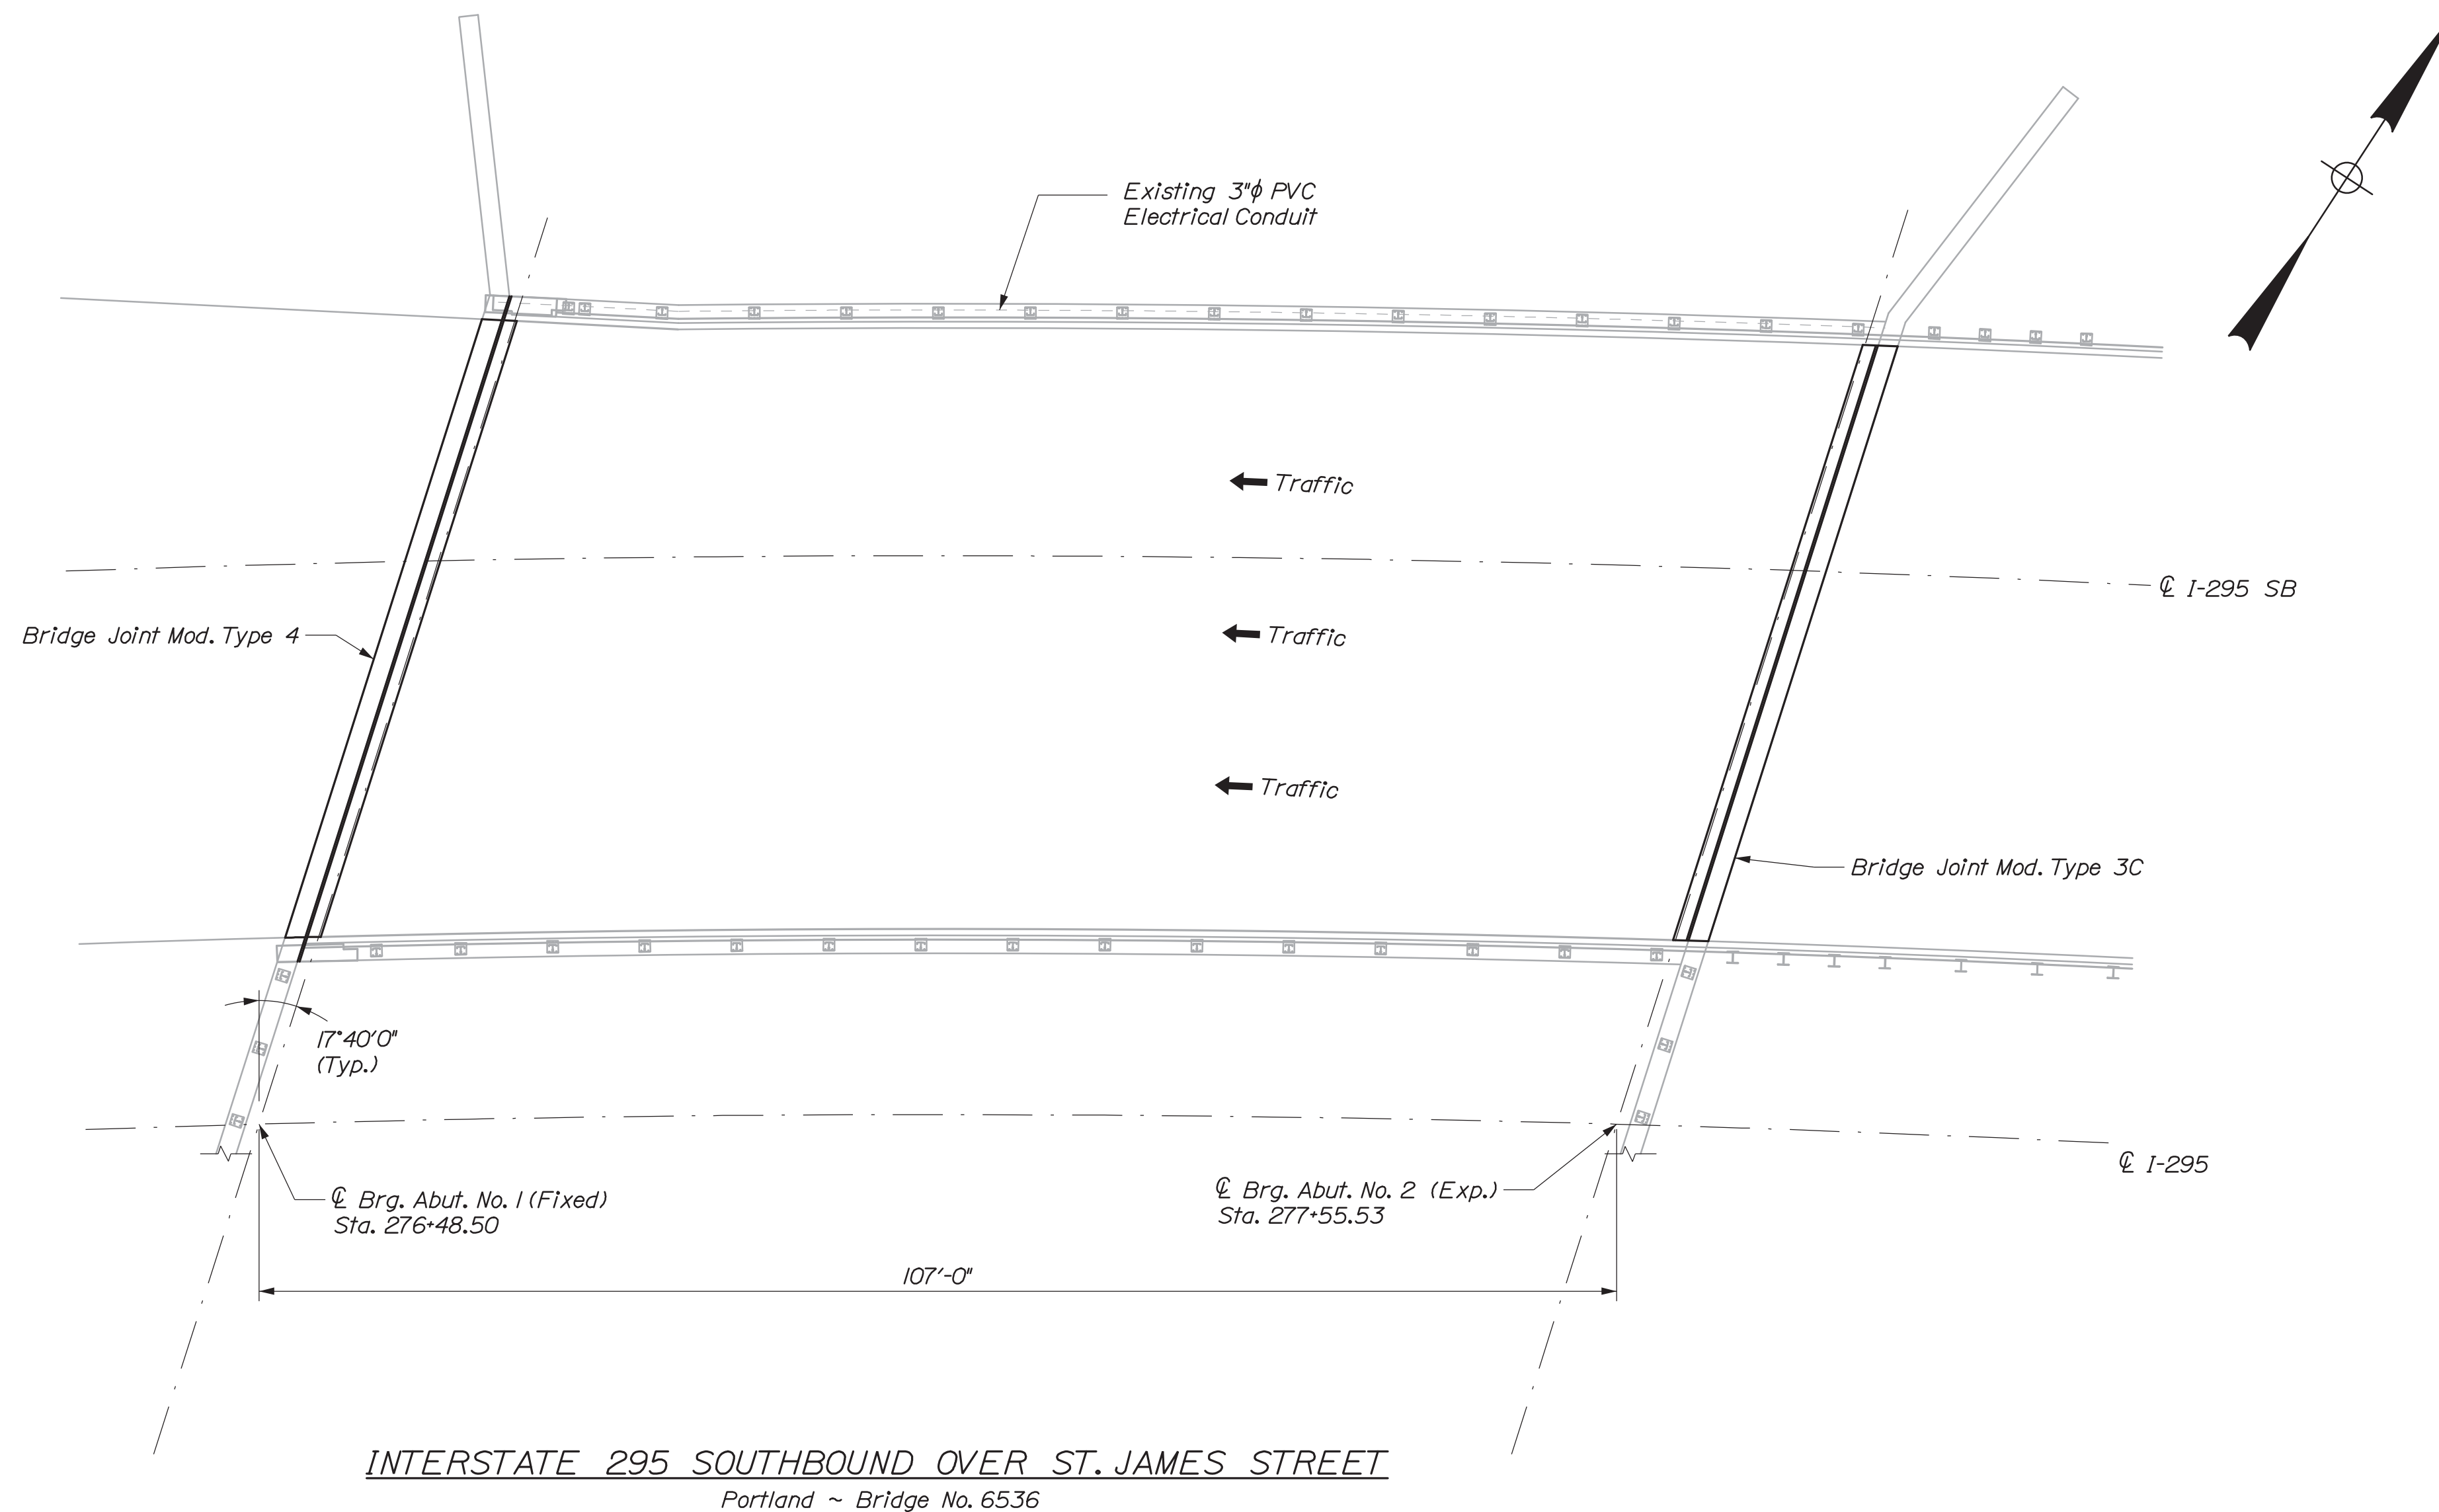 Existing 3"ϕ PVC
Electrical Conduit
Traffic
℄ I-295 SB
Bridge Joint Mod. Type 4
Traffic
Traffic
Bridge Joint Mod. Type 3C
17°40'0"
(Typ.)
℄ I-295
℄ Brg. Abut. No. 1 (Fixed)
Sta. 276+48.50
℄ Brg. Abut. No. 2 (Exp.)
Sta. 277+55.53
107'-0"
INTERSTATE 295 SOUTHBOUND OVER ST. JAMES STREET
Portland ~ Bridge No. 6536